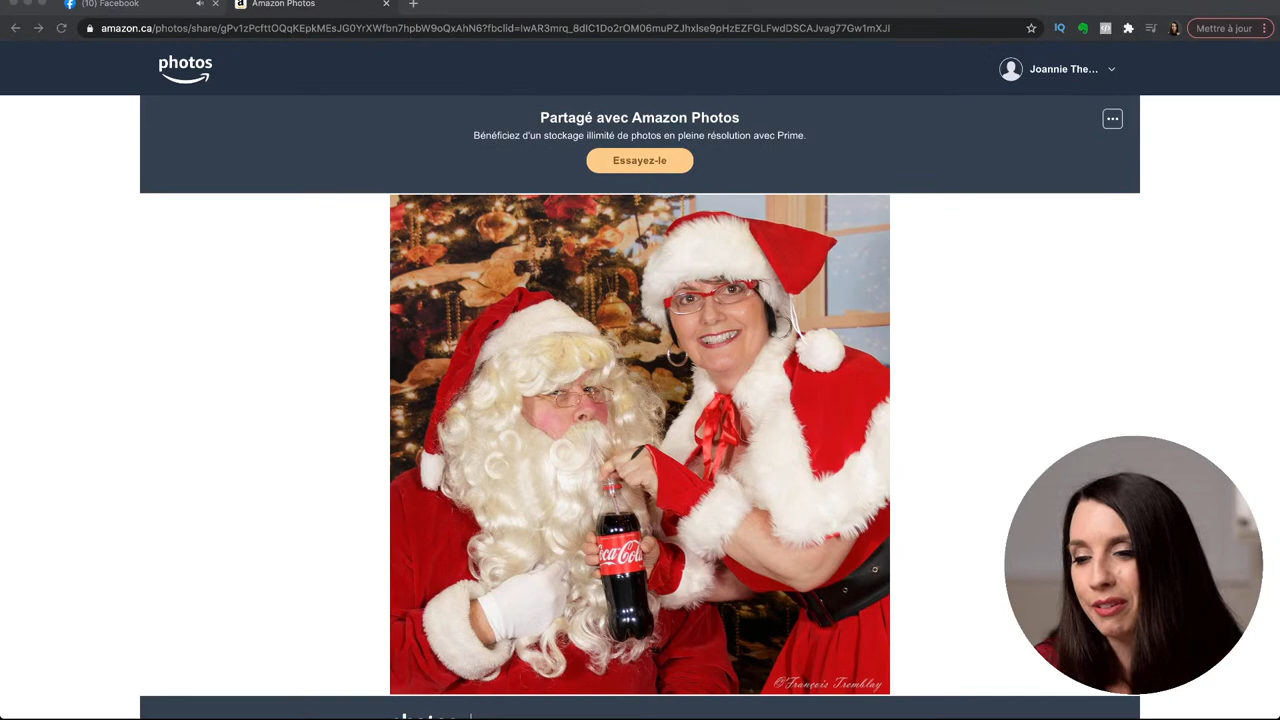 (10) Facebook
Amazon Photos
amazon.ca/photos/share/gPv1zPcfttOQqKEpkMEsJG0YrXWfbn7hpbW9oQxAhN6?fbclid=IwAR3mrq_8dIC1Do2rOM06muPZJhxIse9pHzEZFGLFwdDSCAJvag77Gw1mXJI
Mettre à jour
photos
Joannie The...
Partagé avec Amazon Photos
Bénéficiez d'un stockage illimité de photos en pleine résolution avec Prime.
Essayez-le
Coca-Cola
©François Tremblay